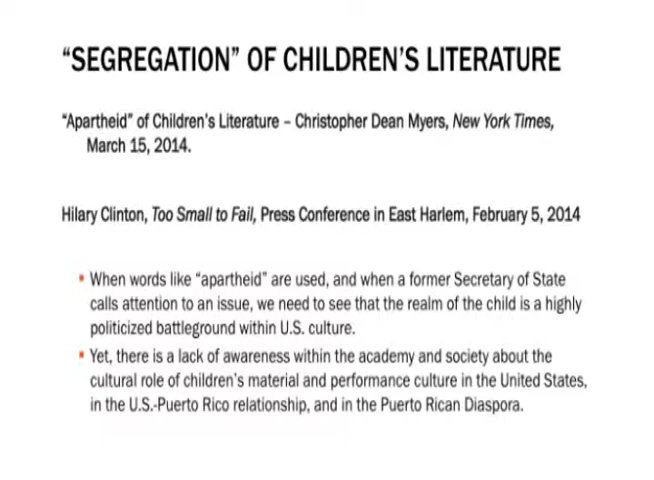 “SEGREGATION” OF CHILDREN’S LITERATURE
“Apartheid” of Children’s Literature – Christopher Dean Myers, New York Times,
March 15, 2014.
Hilary Clinton, Too Small to Fail, Press Conference in East Harlem, February 5, 2014
▪ When words like “apartheid” are used, and when a former Secretary of State
calls attention to an issue, we need to see that the realm of the child is a highly
politicized battleground within U.S. culture.
▪ Yet, there is a lack of awareness within the academy and society about the
cultural role of children’s material and performance culture in the United States,
in the U.S.-Puerto Rico relationship, and in the Puerto Rican Diaspora.